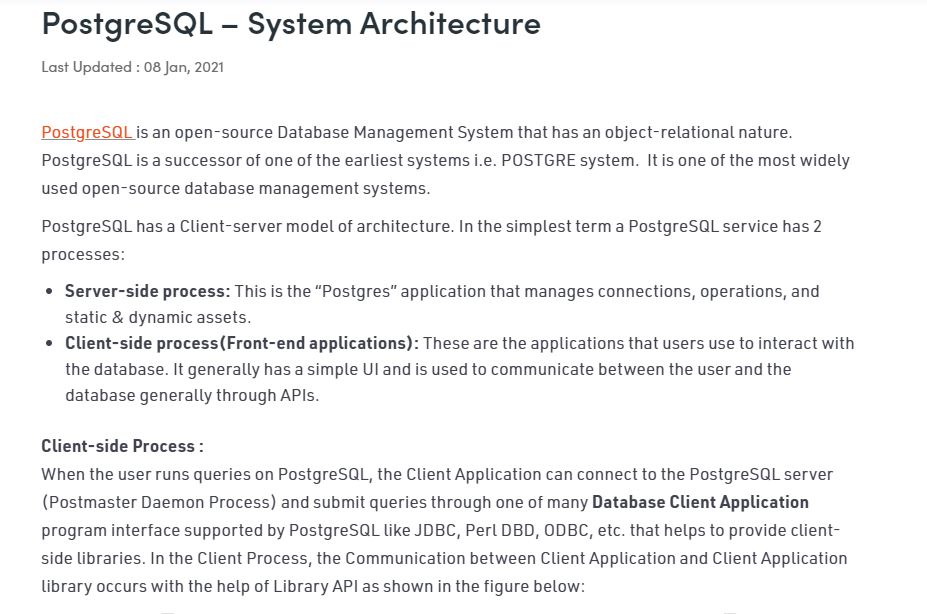 PostgreSQL – System Architecture
Last Updated : 08 Jan, 2021
PostgreSQL is an open-source Database Management System that has an object-relational nature.
PostgreSQL is a successor of one of the earliest systems i.e. POSTGRE system.  It is one of the most widely
used open-source database management systems.
PostgreSQL has a Client-server model of architecture. In the simplest term a PostgreSQL service has 2
processes:
• Server-side process: This is the “Postgres” application that manages connections, operations, and
static & dynamic assets.
• Client-side process(Front-end applications): These are the applications that users use to interact with
the database. It generally has a simple UI and is used to communicate between the user and the
database generally through APIs.
Client-side Process :
When the user runs queries on PostgreSQL, the Client Application can connect to the PostgreSQL server
(Postmaster Daemon Process) and submit queries through one of many Database Client Application
program interface supported by PostgreSQL like JDBC, Perl DBD, ODBC, etc. that helps to provide client-
side libraries. In the Client Process, the Communication between Client Application and Client Application
library occurs with the help of Library API as shown in the figure below: